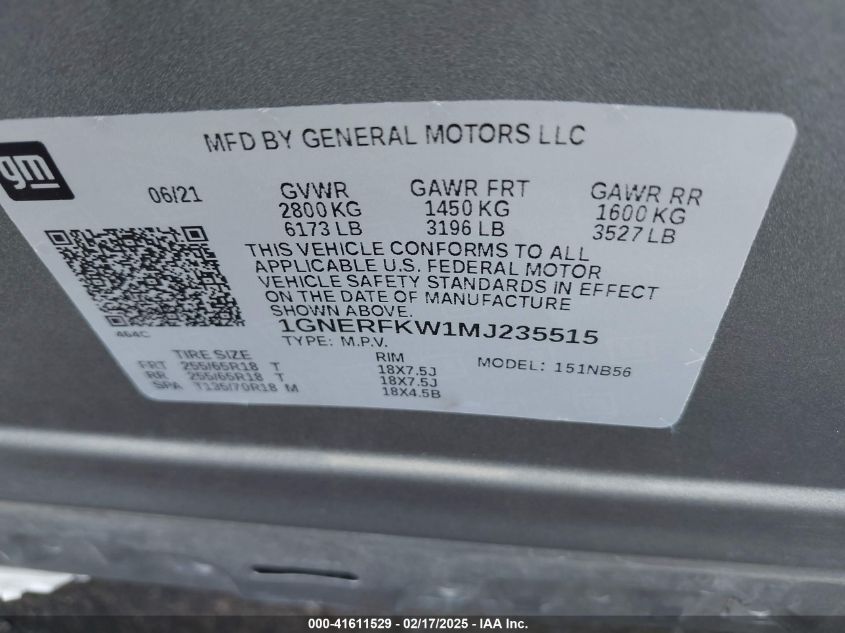 MFD BY GENERAL MOTORS LLC
gm
06/21
GVWR
2800 KG
6173 LB
GAWR FRT
1450 KG
3196 LB
GAWR RR
1600 KG
3527 LB
THIS VEHICLE CONFORMS TO ALL
APPLICABLE U.S. FEDERAL MOTOR
VEHICLE SAFETY STANDARDS IN EFFECT
ON THE DATE OF MANUFACTURE
SHOWN ABOVE.
464C
1GNERFKW1MJ235515
TYPE: M.P.V.
MODEL: 151NB56
TIRE SIZE RIM
FRT 255/65R18 T 18X7.5J
RR 255/65R18 T 18X7.5J
SPA T135/70R18 M 18X4.5B
000-41611529 - 02/17/2025 - IAA Inc.